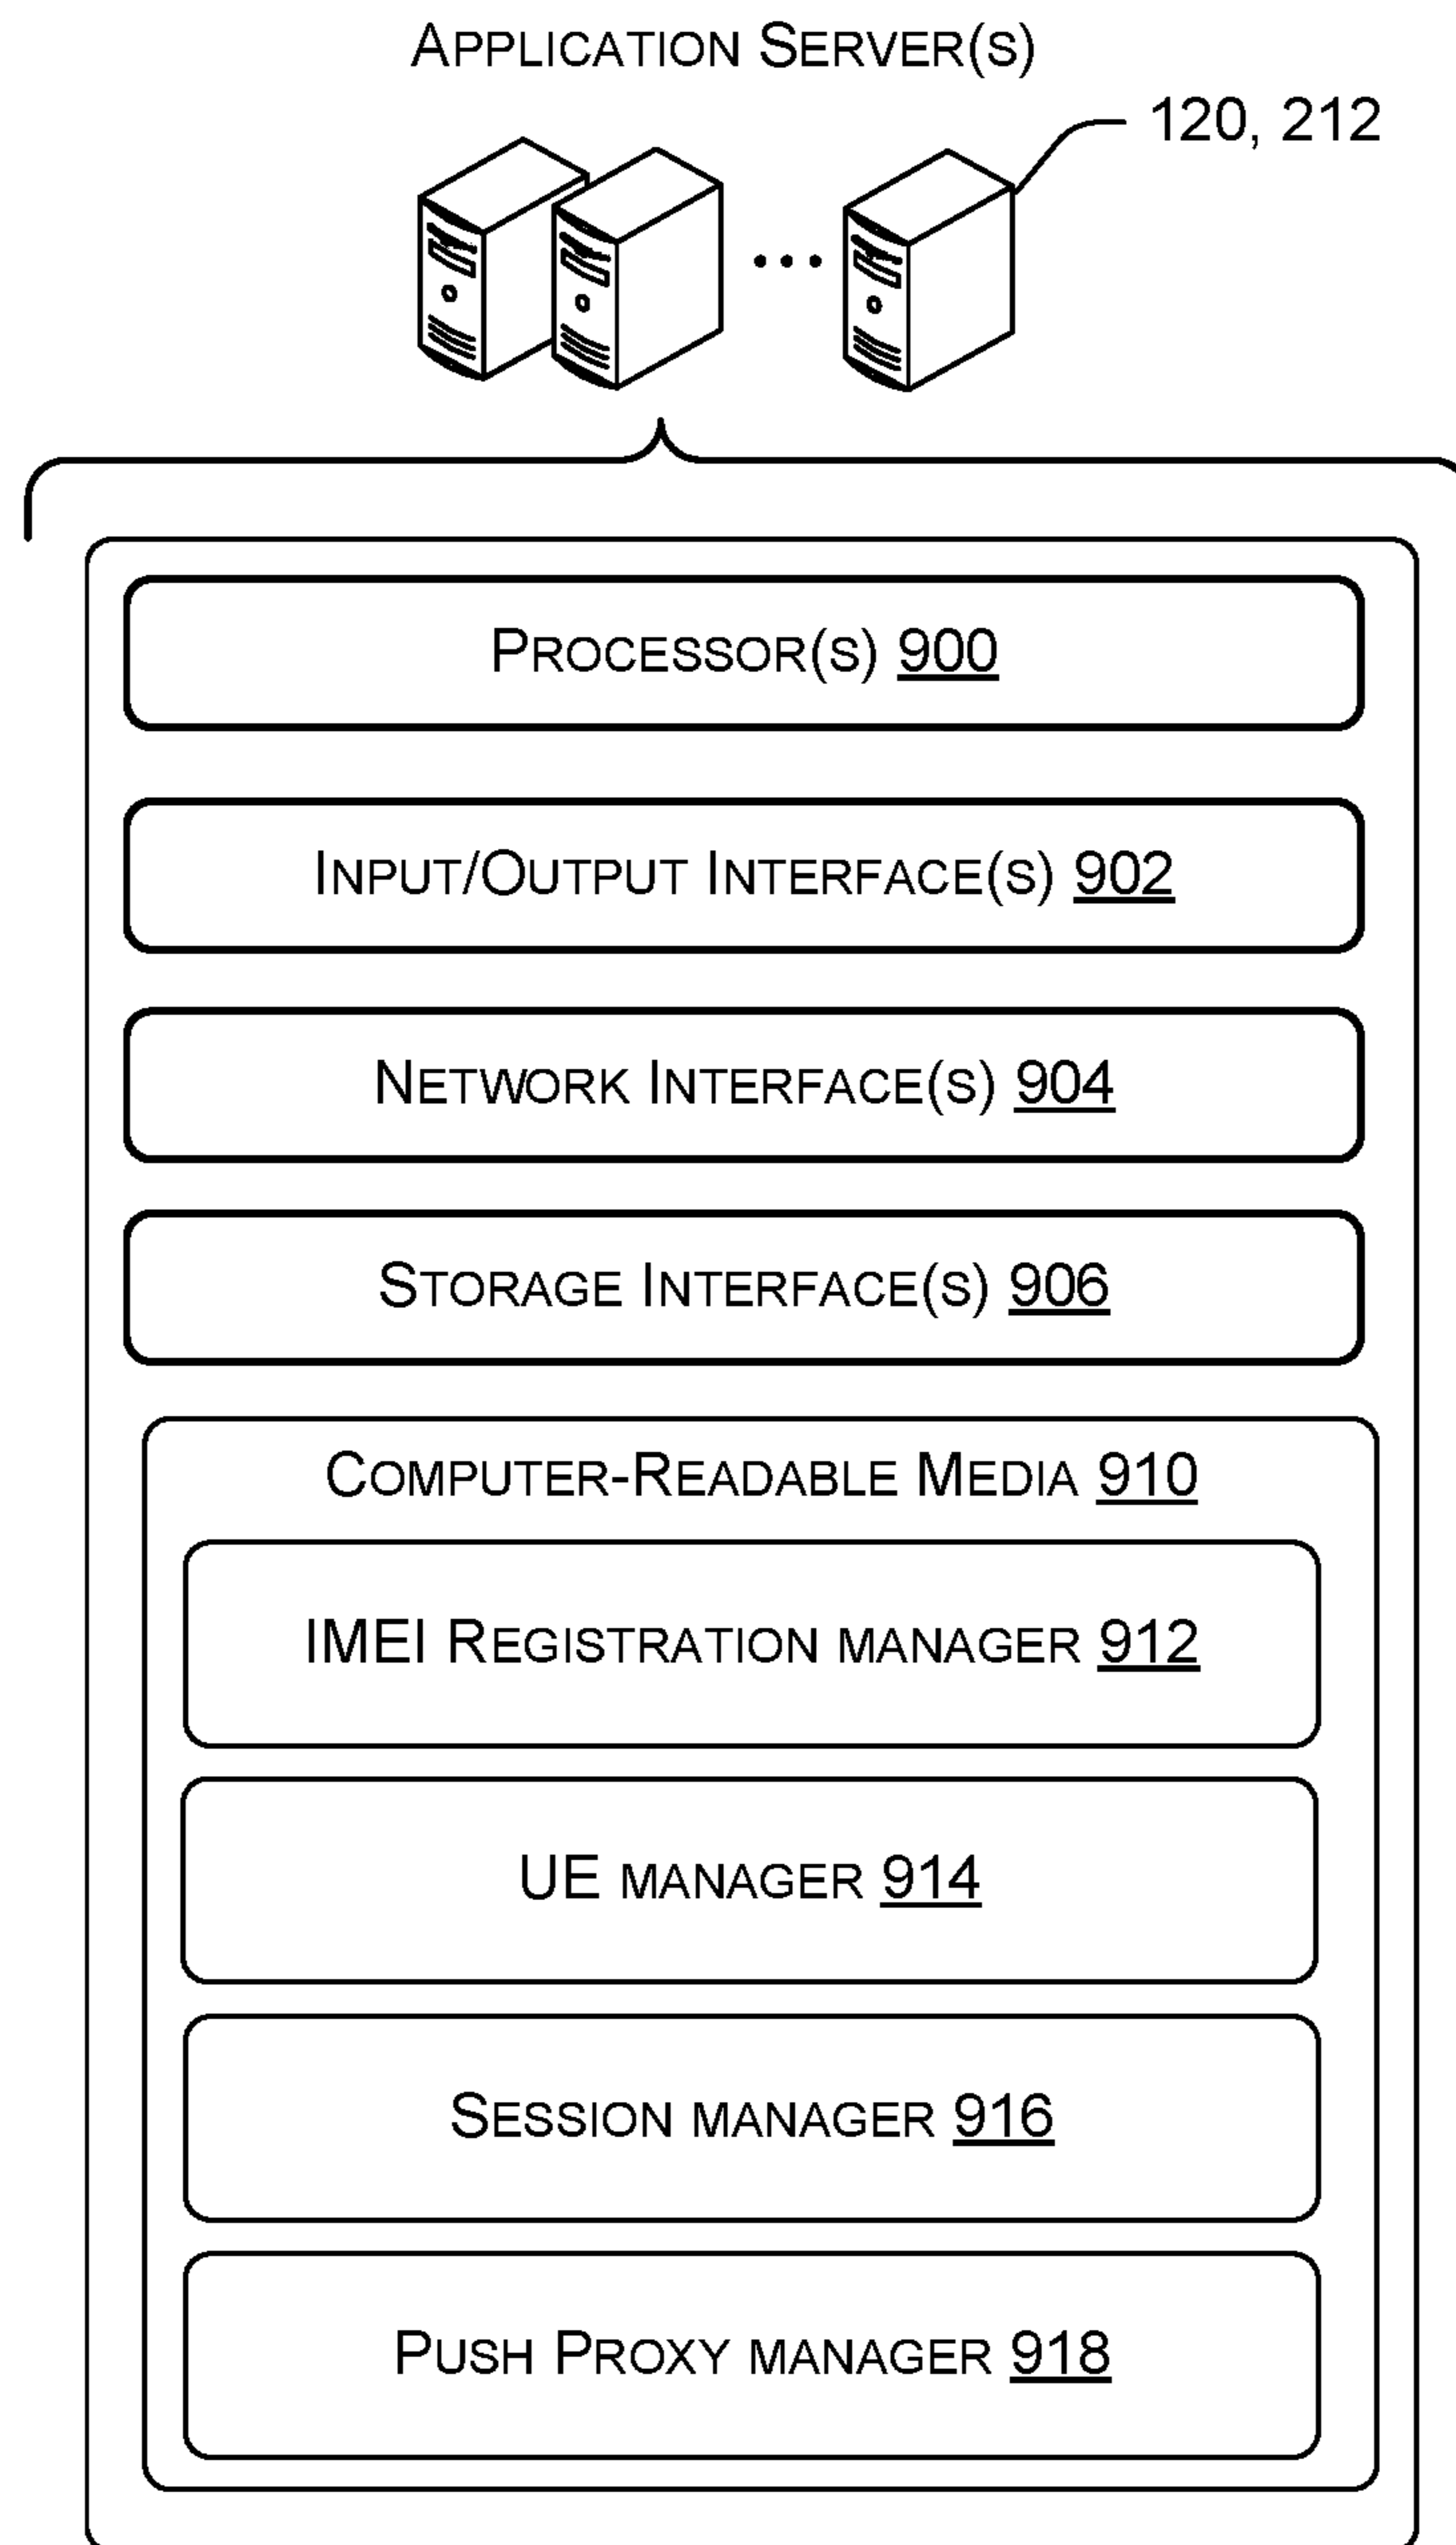 APPLICATION SERVER(S)
120, 212
PROCESSOR(S) 900
INPUT/OUTPUT INTERFACE(S) 902
NETWORK INTERFACE(S) 904
STORAGE INTERFACE(S) 906
COMPUTER-READABLE MEDIA 910
IMEI REGISTRATION MANAGER 912
UE MANAGER 914
SESSION MANAGER 916
PUSH PROXY MANAGER 918